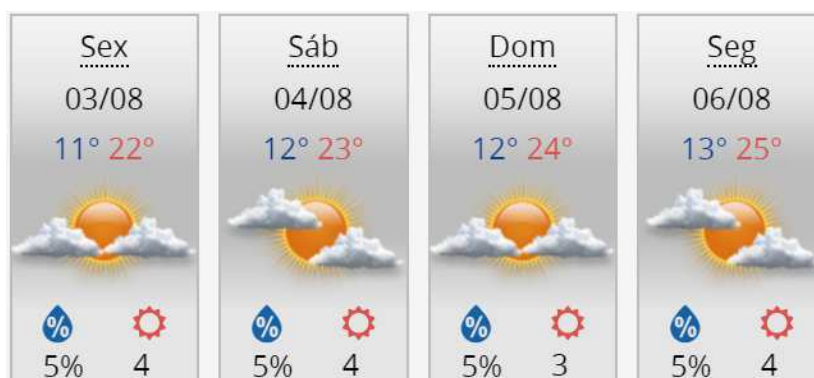 Sex Sáb Dom Seg
03/08 04/08 05/08 06/08
11° 22° 12° 23° 12° 24° 13° 25°
% % % %
5% 4 5% 4 5% 3 5% 4